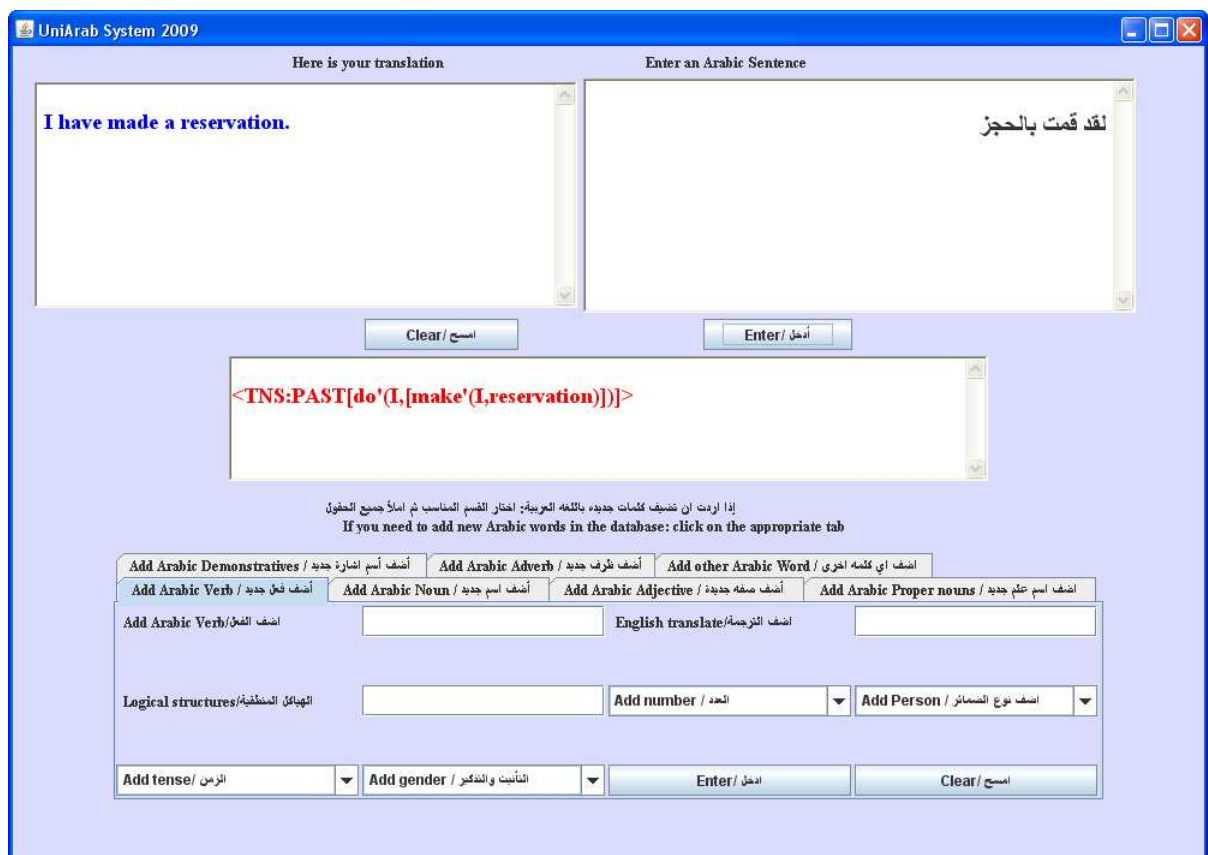 UniArab System 2009
Here is your translation
Enter an Arabic Sentence
I have made a reservation.
لقد قمت بالحجز
Clear/امسح
Enter/أدخل
<TNS:PAST[do'(I,[make'(I,reservation)])]>
إذا اردت ان تضيف كلمات جديده باللغه العربية: اختار القسم المناسب ثم املأ جميع الحقول
If you need to add new Arabic words in the database: click on the appropriate tab
Add Arabic Demonstratives / أضف أسم اشارة جديد
Add Arabic Adverb / أضف ظرف جديد
Add other Arabic Word / اضف اي كلمه اخرى
Add Arabic Verb / أضف فعل جديد
Add Arabic Noun / أضف اسم جديد
Add Arabic Adjective / أضف صفه جديدة
Add Arabic Proper nouns / اضف اسم علم جديد
Add Arabic Verb/اضف الفعل
English translate/اضف الترجمة
Logical structures/الهياكل المنطقية
Add number / العدد
Add Person / اضف نوع الضمائر
Add tense/ الزمن
Add gender / التأنيث والتذكير
Enter/ ادخل
Clear/امسح